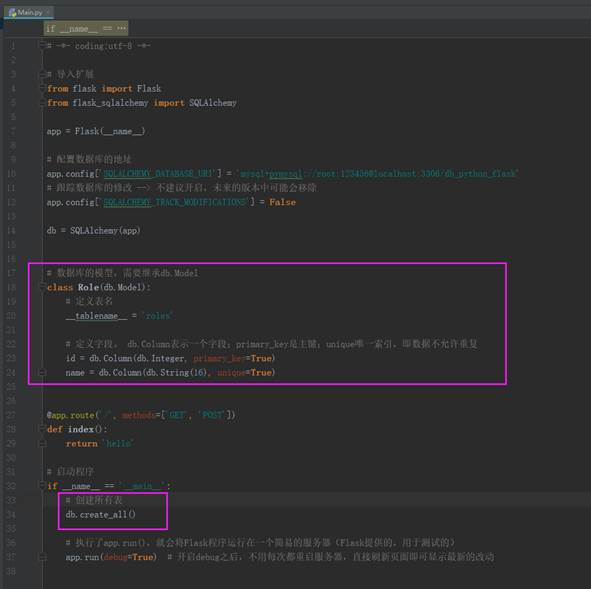 Main.py
if __name__ == ...
1 # -*- coding:utf-8 -*-
2
3 # 导入扩展
4 from flask import Flask
5 from flask_sqlalchemy import SQLAlchemy
6
7 app = Flask(__name__)
8
9 # 配置数据库的地址
10 app.config['SQLALCHEMY_DATABASE_URI'] = 'mysql+pymysql://root:123456@localhost:3306/db_python_flask'
11 # 跟踪数据库的修改 --> 不建议开启，未来的版本中可能会移除
12 app.config['SQLALCHEMY_TRACK_MODIFICATIONS'] = False
13
14 db = SQLAlchemy(app)
15
16
17 # 数据库的模型，需要继承db.Model
18 class Role(db.Model):
19 # 定义表名
20 __tablename__ = 'roles'
21
22 # 定义字段， db.Column表示一个字段；primary_key是主键；unique唯一索引，即数据不允许重复
23 id = db.Column(db.Integer, primary_key=True)
24 name = db.Column(db.String(16), unique=True)
25
26
27 @app.route('/', methods=['GET', 'POST'])
28 def index():
29 return 'hello'
30
31 # 启动程序
32 if __name__ == '__main__':
33 # 创建所有表
34 db.create_all()
35
36 # 执行了app.run()，就会将Flask程序运行在一个简易的服务器（Flask提供的，用于测试的）
37 app.run(debug=True) # 开启debug之后，不用每次都重启服务器，直接刷新页面即可显示最新的改动
38